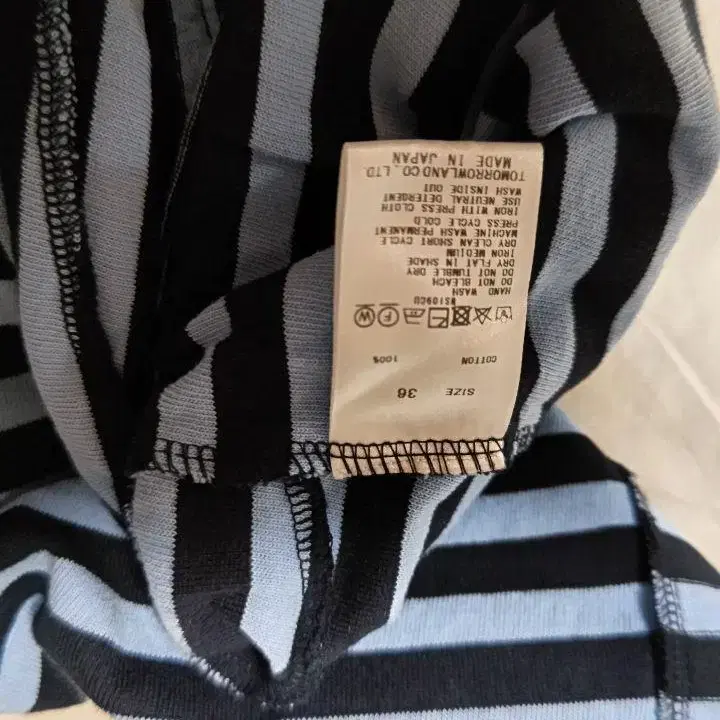 SIZE 36
COTTON 100%
WS109CU
HAND WASH
DO NOT BLEACH
DO NOT TUMBLE DRY
DRY FLAT IN SHADE
IRON MEDIUM
DRY CLEAN SHORT CYCLE
MACHINE WASH PERMANENT
PRESS CYCLE COLD
IRON WITH PRESS CLOTH
USE NEUTRAL DETERGENT
WASH INSIDE OUT
TOMORROWLAND CO., LTD.
MADE IN JAPAN